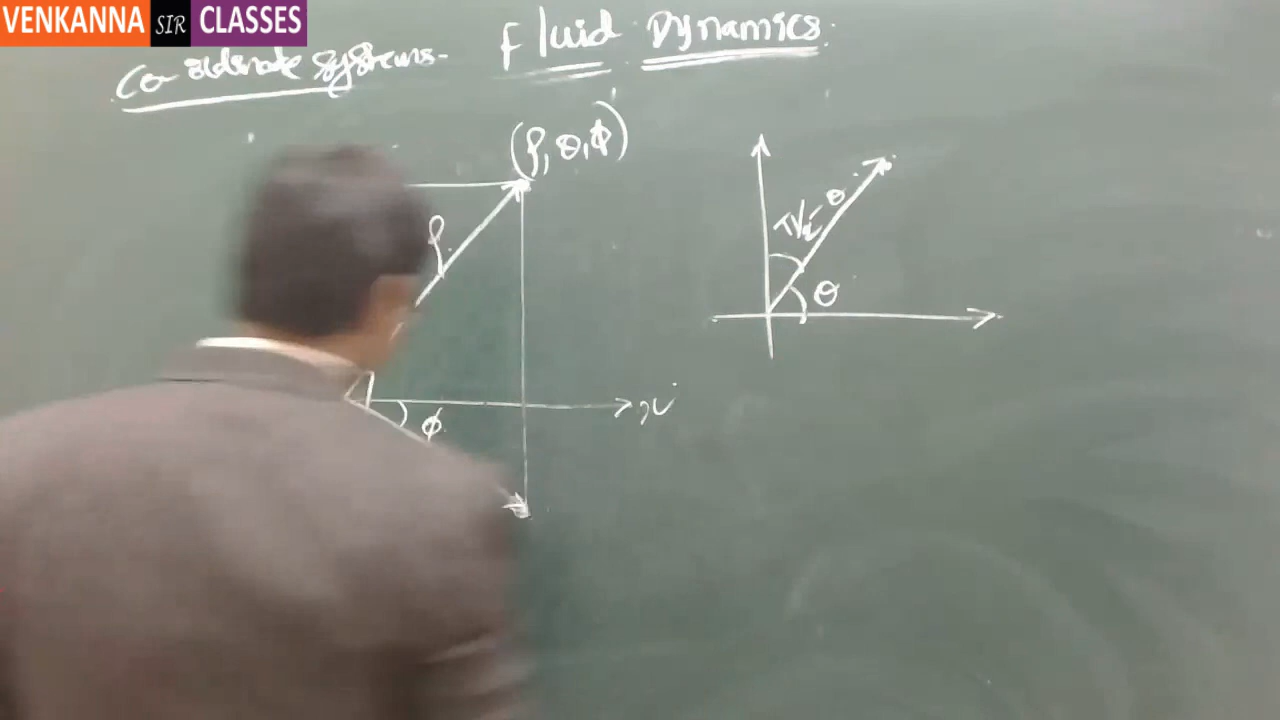 VENKANNA SIR CLASSES
Fluid Dynamics.
Co-ordinate systems-
(ρ, θ, φ)
ρ
π/2 - θ
θ
φ